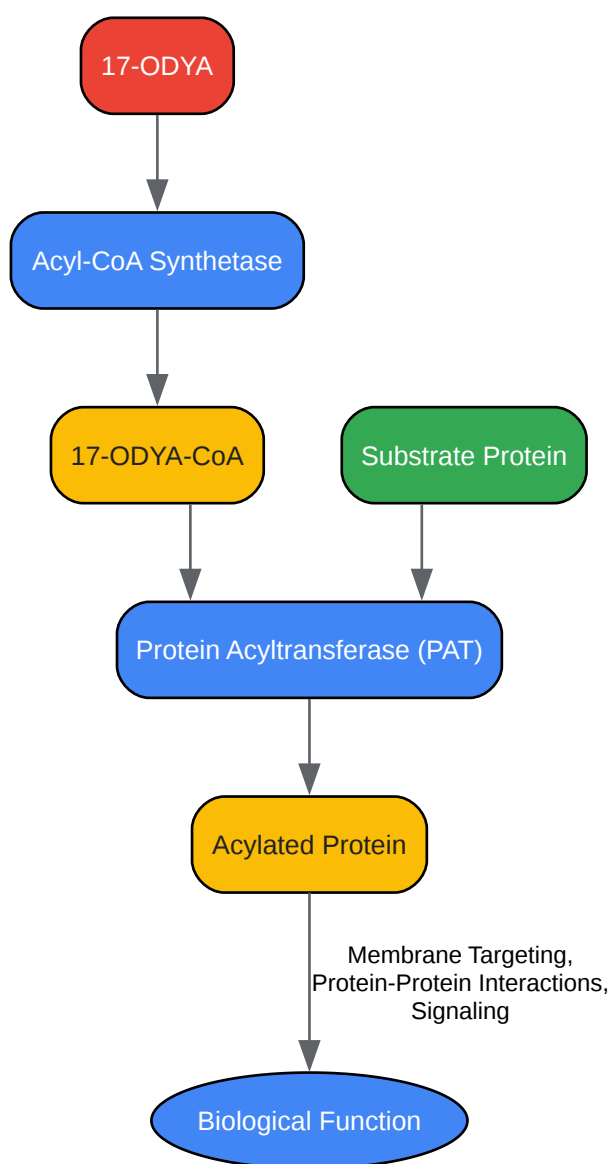 17-ODYA
Acyl-CoA Synthetase
17-ODYA-CoA
Substrate Protein
Protein Acyltransferase (PAT)
Acylated Protein
Membrane Targeting,
Protein-Protein Interactions,
Signaling
Biological Function